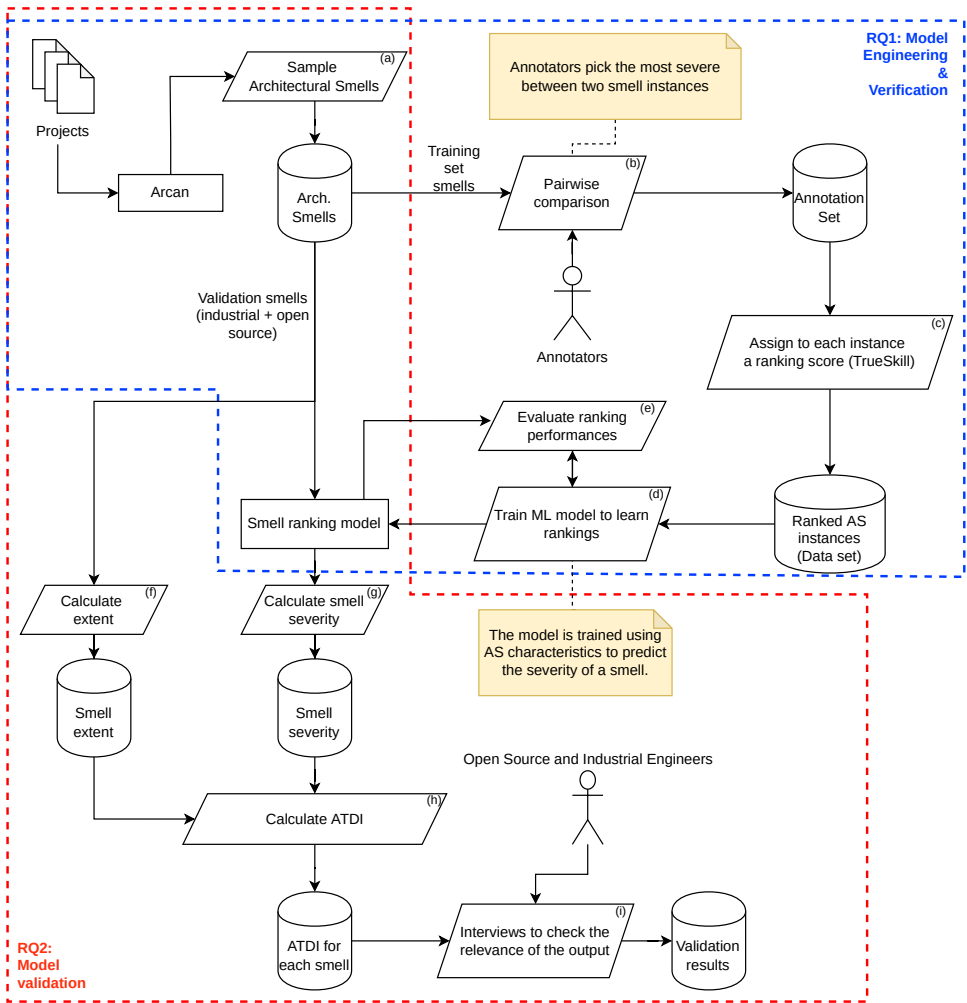 RQ1: Model
Engineering
&
Verification
(a)
Sample
Architectural Smells
Annotators pick the most severe
between two smell instances
Projects
Arcan
Arch.
Smells
Training
set
smells
(b)
Pairwise
comparison
Annotation
Set
Validation smells
(industrial + open
source)
Annotators
(c)
Assign to each instance
a ranking score (TrueSkill)
(e)
Evaluate ranking
performances
Smell ranking model
(d)
Train ML model to learn
rankings
Ranked AS
instances
(Data set)
(f)
Calculate
extent
(g)
Calculate smell
severity
The model is trained using
AS characteristics to predict
the severity of a smell.
Smell
extent
Smell
severity
Open Source and Industrial Engineers
(h)
Calculate ATDI
RQ2:
Model
validation
ATDI for
each smell
(i)
Interviews to check the
relevance of the output
Validation
results